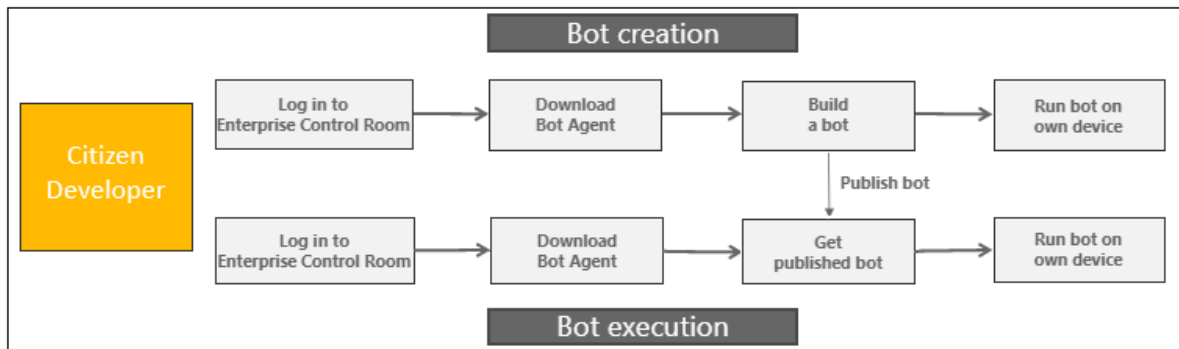 Bot creation
Citizen
Developer
Log in to
Enterprise Control Room
Download
Bot Agent
Build
a bot
Run bot on
own device
Publish bot
Log in to
Enterprise Control Room
Download
Bot Agent
Get
published bot
Run bot on
own device
Bot execution